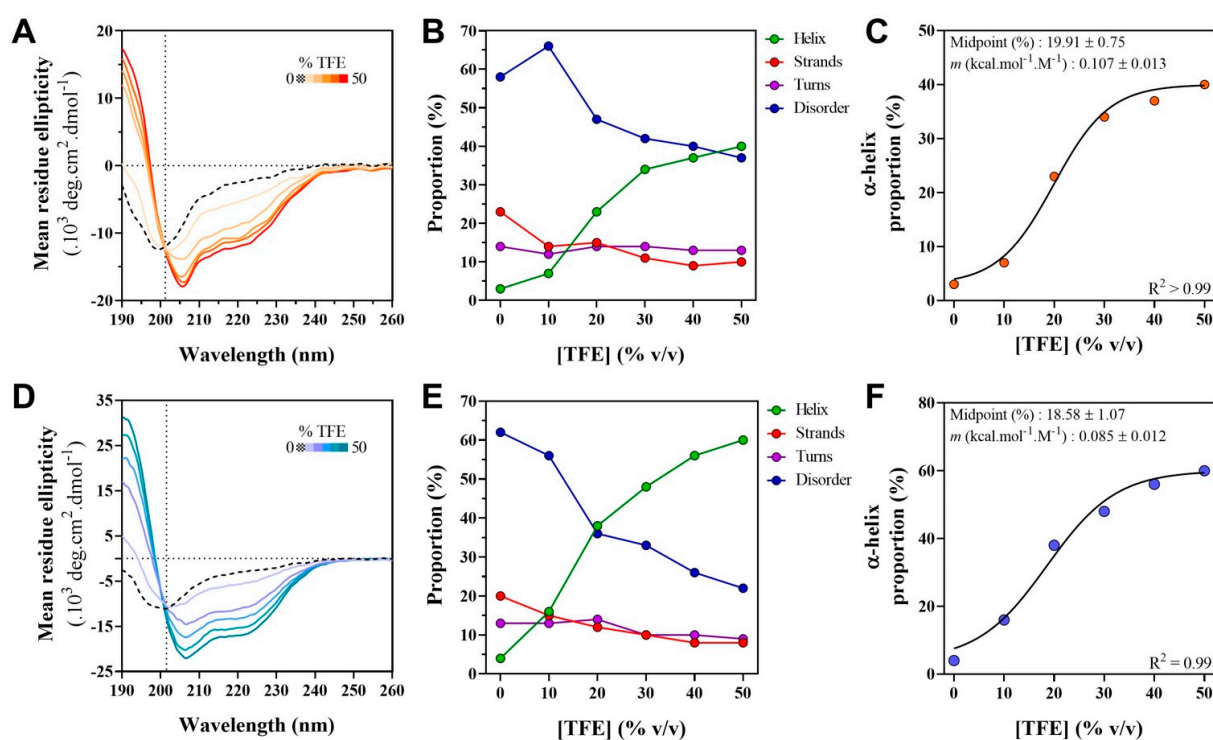 A
Mean residue ellipticity
(.10³ deg.cm².dmol⁻¹)
20
10
0
-10
-20
% TFE
0 50
190 200 210 220 230 240 250 260
Wavelength (nm)
B
Proportion (%)
70
60
50
40
30
20
10
0
Helix
Strands
Turns
Disorder
0 10 20 30 40 50
[TFE] (% v/v)
C
α-helix
proportion (%)
50
40
30
20
10
0
Midpoint (%) : 19.91 ± 0.75
m (kcal.mol⁻¹.M⁻¹) : 0.107 ± 0.013
R² > 0.99
0 10 20 30 40 50
[TFE] (% v/v)
D
Mean residue ellipticity
(.10³ deg.cm².dmol⁻¹)
35
25
15
5
-5
-15
-25
% TFE
0 50
190 200 210 220 230 240 250 260
Wavelength (nm)
E
Proportion (%)
70
60
50
40
30
20
10
0
Helix
Strands
Turns
Disorder
0 10 20 30 40 50
[TFE] (% v/v)
F
α-helix
proportion (%)
80
60
40
20
0
Midpoint (%) : 18.58 ± 1.07
m (kcal.mol⁻¹.M⁻¹) : 0.085 ± 0.012
R² = 0.99
0 10 20 30 40 50
[TFE] (% v/v)